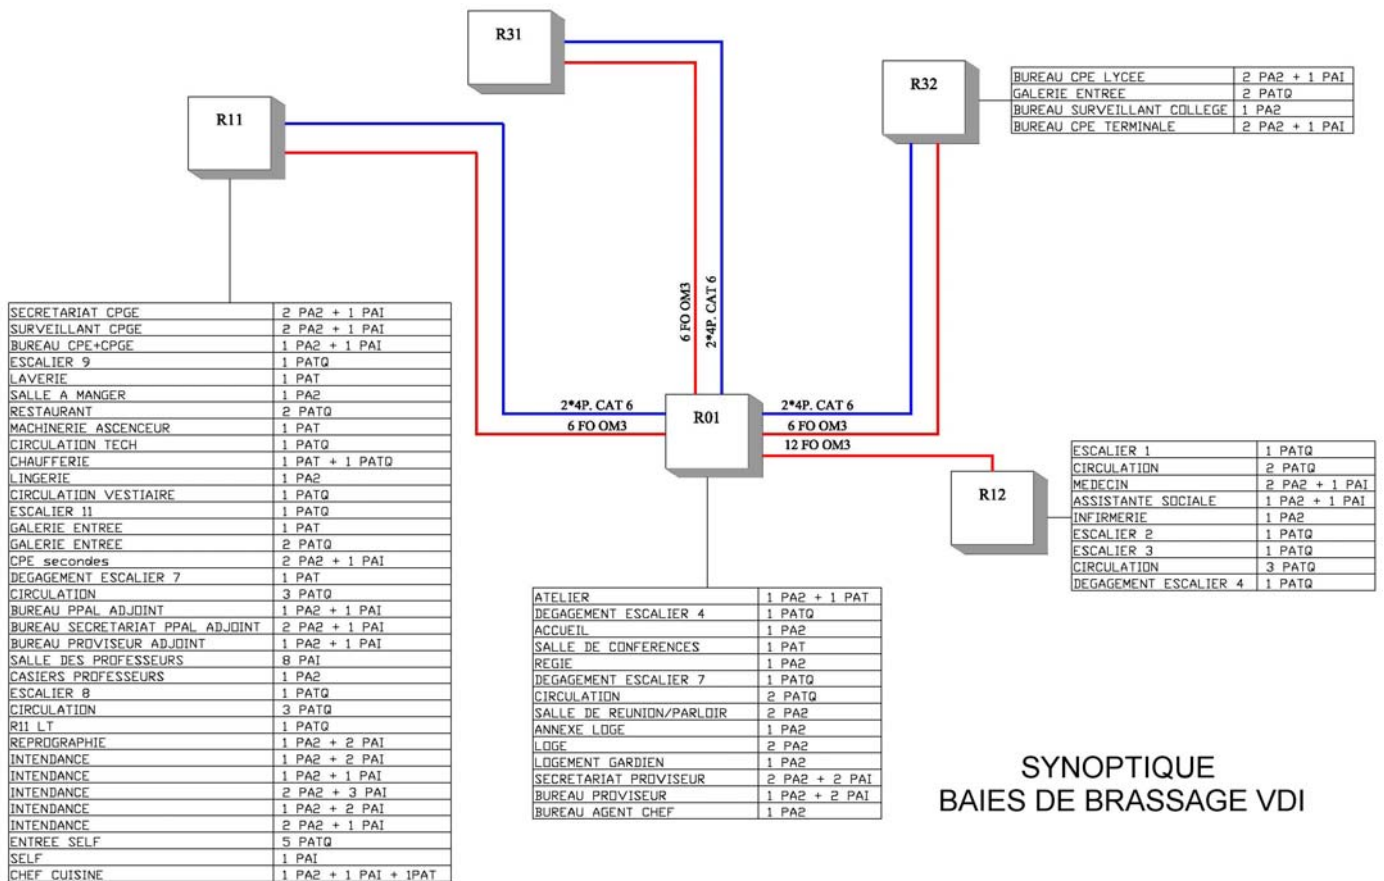 R31
R32
BUREAU CPE LYCEE 2 PA2 + 1 PAI
GALERIE ENTREE 2 PATQ
BUREAU SURVEILLANT COLLEGE 1 PA2
BUREAU CPE TERMINALE 2 PA2 + 1 PAI
R11
6 FO OM3
2*4P. CAT 6
SECRETARIAT CPGE 2 PA2 + 1 PAI
SURVEILLANT CPGE 2 PA2 + 1 PAI
BUREAU CPE+CPGE 1 PA2 + 1 PAI
ESCALIER 9 1 PATQ
LAVERIE 1 PAT
SALLE A MANGER 1 PA2
RESTAURANT 2 PATQ
MACHINERIE ASCENCEUR 1 PAT
CIRCULATION TECH 1 PATQ
CHAUFFERIE 1 PAT + 1 PATQ
LINGERIE 1 PA2
CIRCULATION VESTIAIRE 1 PATQ
ESCALIER 11 1 PATQ
GALERIE ENTREE 1 PAT
GALERIE ENTREE 2 PATQ
CPE secondes 2 PA2 + 1 PAI
DEGAGEMENT ESCALIER 7 1 PAT
CIRCULATION 3 PATQ
BUREAU PPAL ADJOINT 1 PA2 + 1 PAI
BUREAU SECRETARIAT PPAL ADJOINT 2 PA2 + 1 PAI
BUREAU PROVISEUR ADJOINT 1 PA2 + 1 PAI
SALLE DES PROFESSEURS 8 PAI
CASIERS PROFESSEURS 1 PA2
ESCALIER 8 1 PATQ
CIRCULATION 3 PATQ
R11 LT 1 PATQ
REPROGRAPHIE 1 PA2 + 2 PAI
INTENDANCE 1 PA2 + 2 PAI
INTENDANCE 1 PA2 + 1 PAI
INTENDANCE 2 PA2 + 3 PAI
INTENDANCE 1 PA2 + 2 PAI
INTENDANCE 2 PA2 + 1 PAI
ENTREE SELF 5 PATQ
SELF 1 PAI
CHEF CUISINE 1 PA2 + 1 PAI + 1PAT
2*4P. CAT 6
6 FO OM3
R01
2*4P. CAT 6
6 FO OM3
12 FO OM3
R12
ESCALIER 1 1 PATQ
CIRCULATION 2 PATQ
MEDECIN 2 PA2 + 1 PAI
ASSISTANTE SOCIALE 1 PA2 + 1 PAI
INFIRMERIE 1 PA2
ESCALIER 2 1 PATQ
ESCALIER 3 1 PATQ
CIRCULATION 3 PATQ
DEGAGEMENT ESCALIER 4 1 PATQ
ATELIER 1 PA2 + 1 PAT
DEGAGEMENT ESCALIER 4 1 PATQ
ACCUEIL 1 PA2
SALLE DE CONFERENCES 1 PAT
REGIE 1 PA2
DEGAGEMENT ESCALIER 7 1 PATQ
CIRCULATION 2 PATQ
SALLE DE REUNION/PARLOIR 2 PA2
ANNEXE LOGE 1 PA2
LOGE 2 PA2
LOGEMENT GARDIEN 1 PA2
SECRETARIAT PROVISEUR 2 PA2 + 2 PAI
BUREAU PROVISEUR 1 PA2 + 2 PAI
BUREAU AGENT CHEF 1 PA2
SYNOPTIQUE
BAIES DE BRASSAGE VDI